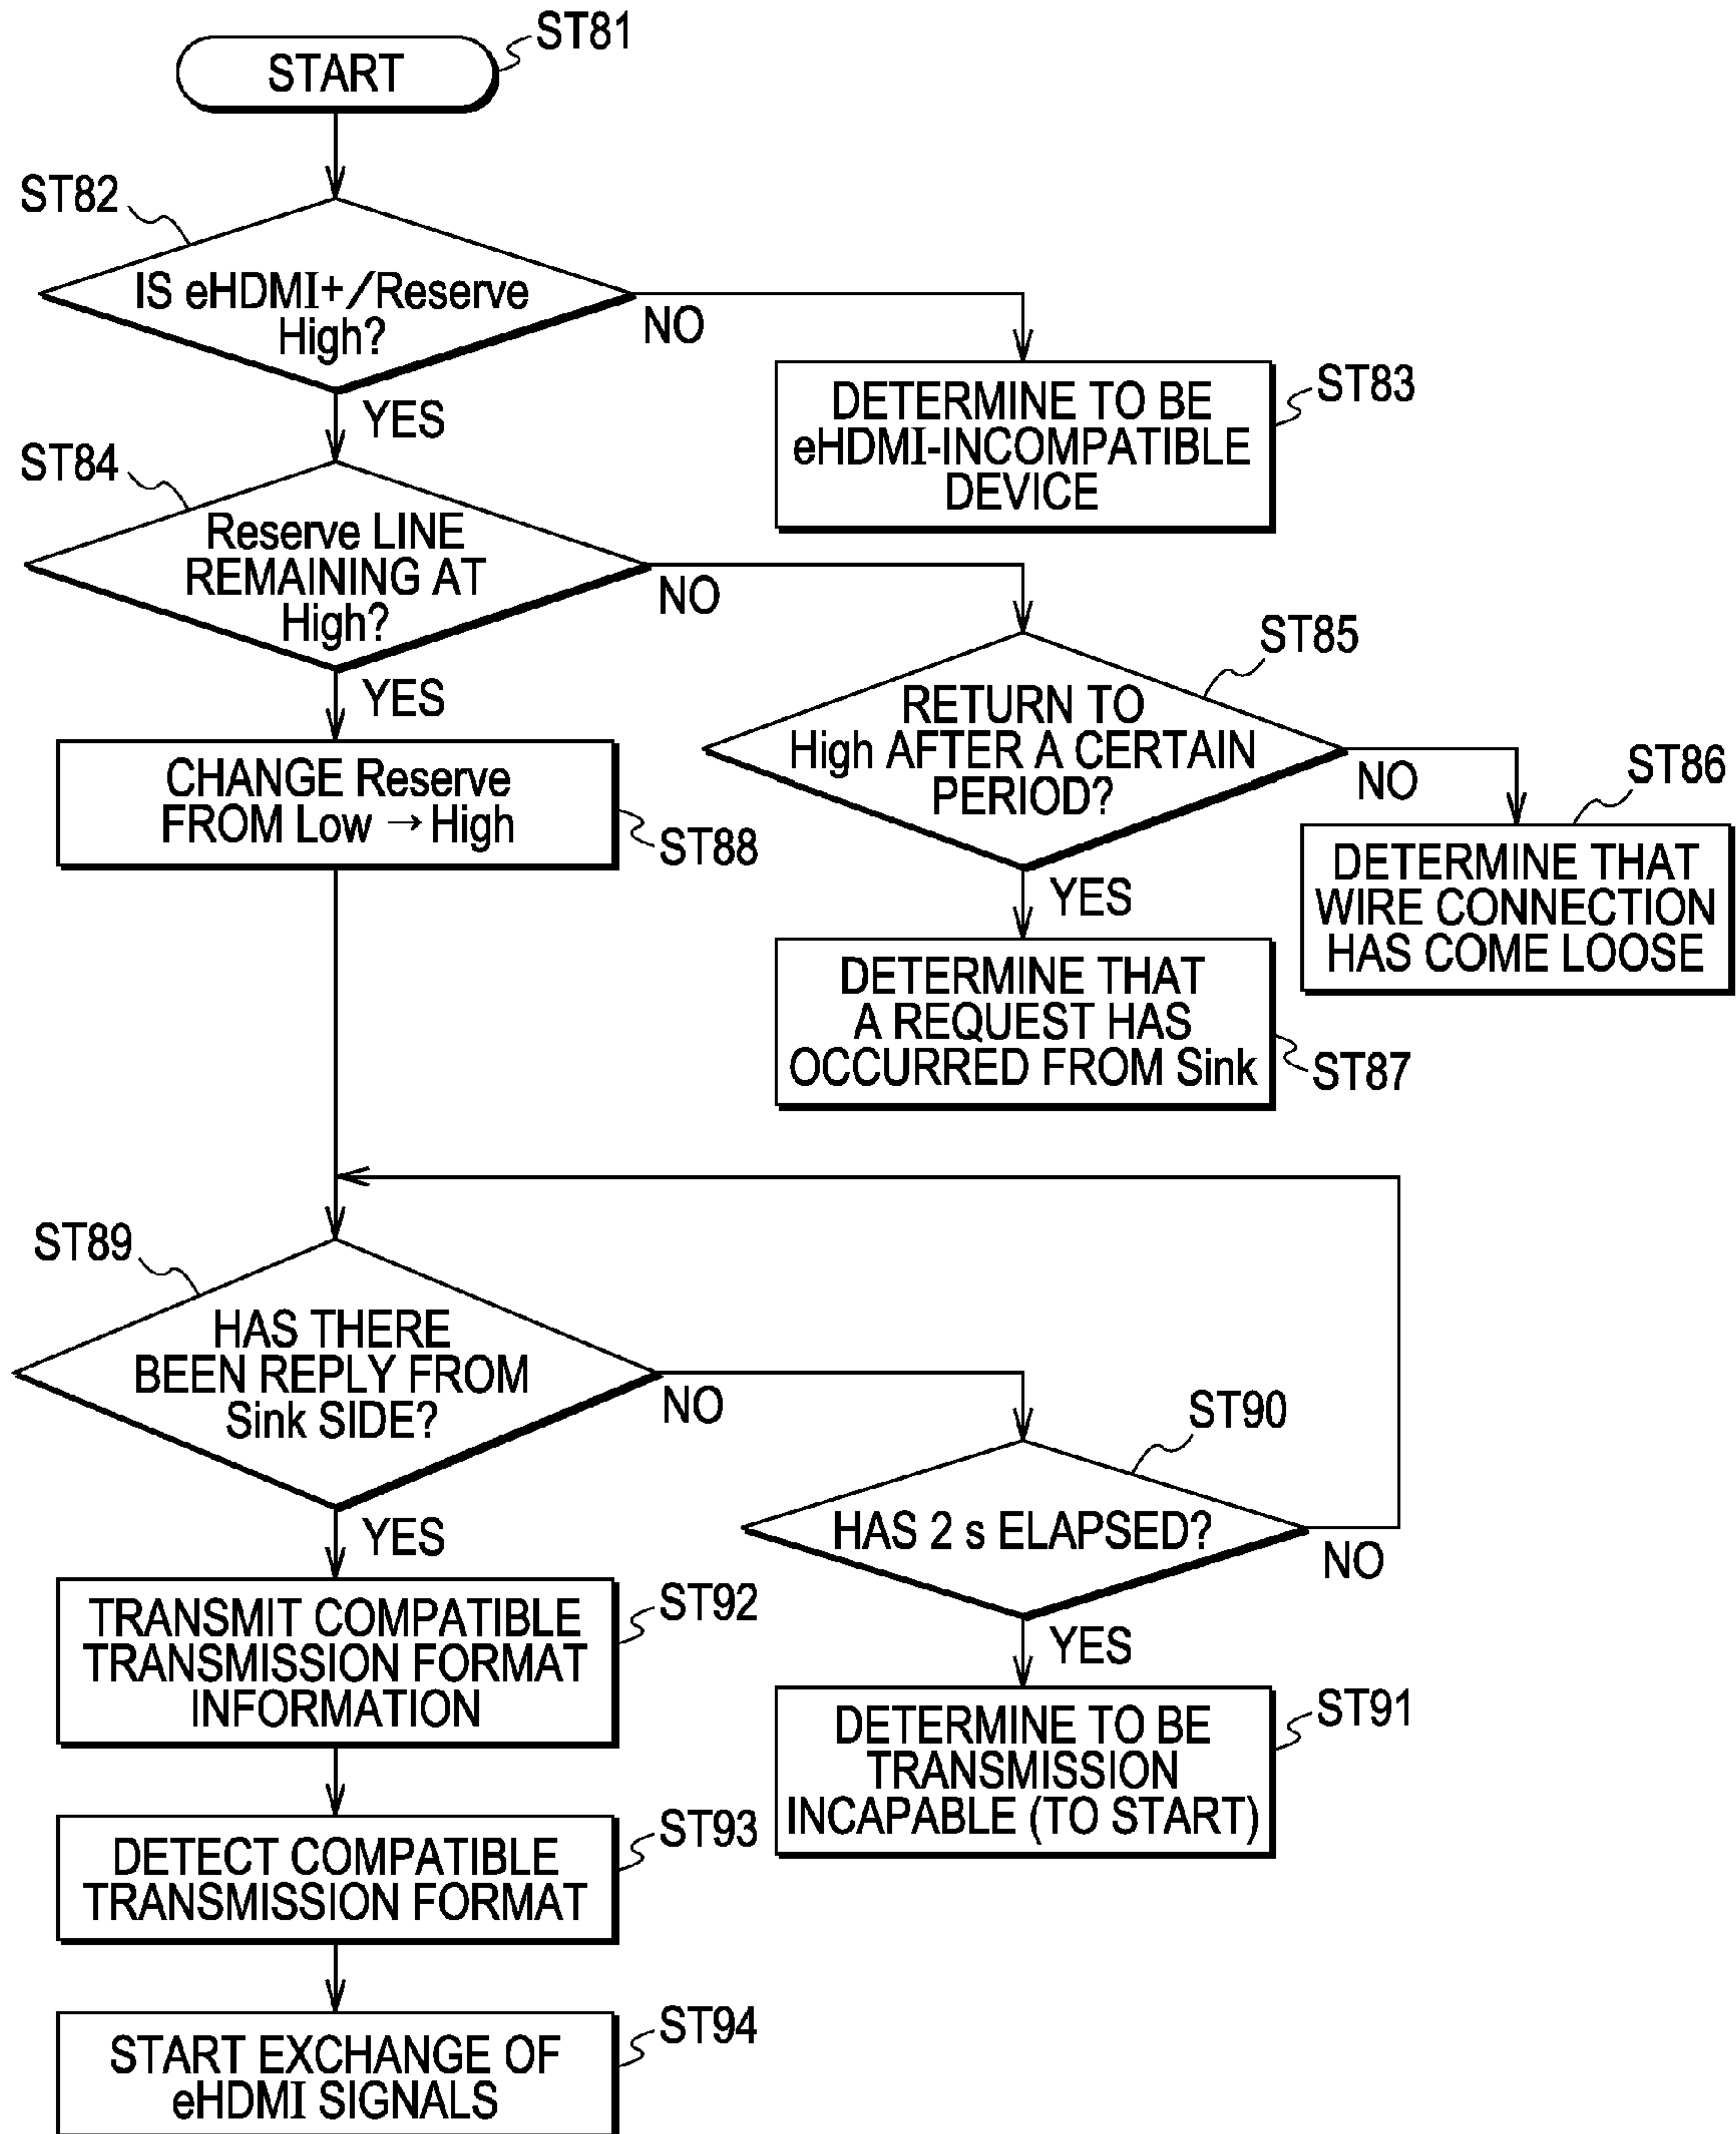 START
ST81
ST82
IS eHDMI+/Reserve
High?
NO
YES
DETERMINE TO BE
eHDMI-INCOMPATIBLE
DEVICE
ST83
ST84
Reserve LINE
REMAINING AT
High?
NO
YES
ST85
RETURN TO
High AFTER A CERTAIN
PERIOD?
NO
YES
ST86
DETERMINE THAT
WIRE CONNECTION
HAS COME LOOSE
DETERMINE THAT
A REQUEST HAS
OCCURRED FROM Sink
ST87
CHANGE Reserve
FROM Low → High
ST88
ST89
HAS THERE
BEEN REPLY FROM
Sink SIDE?
NO
YES
ST90
HAS 2 s ELAPSED?
NO
YES
DETERMINE TO BE
TRANSMISSION
INCAPABLE (TO START)
ST91
TRANSMIT COMPATIBLE
TRANSMISSION FORMAT
INFORMATION
ST92
DETECT COMPATIBLE
TRANSMISSION FORMAT
ST93
START EXCHANGE OF
eHDMI SIGNALS
ST94